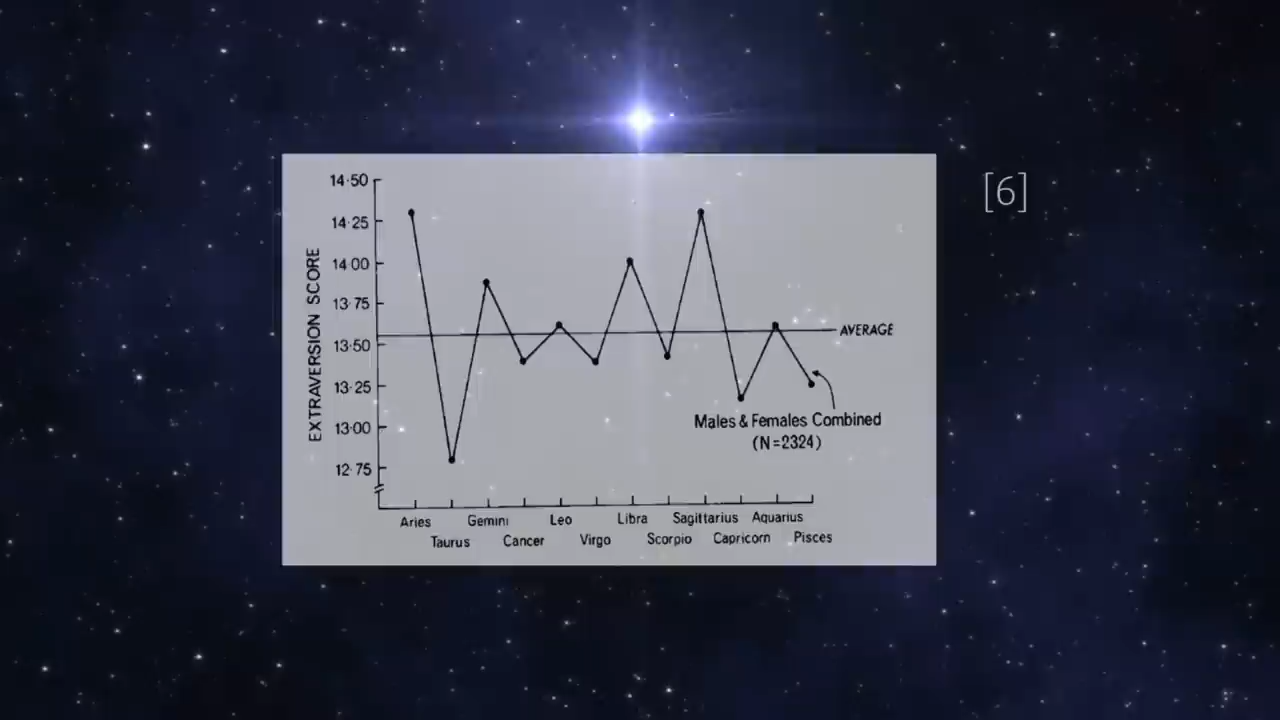 [6]
EXTRAVERSION SCORE
14·50
14·25
14·00
13·75
13·50
13·25
13·00
12·75
AVERAGE
Males & Females Combined
(N=2324)
Aries
Taurus
Gemini
Cancer
Leo
Virgo
Libra
Scorpio
Sagittarius
Capricorn
Aquarius
Pisces